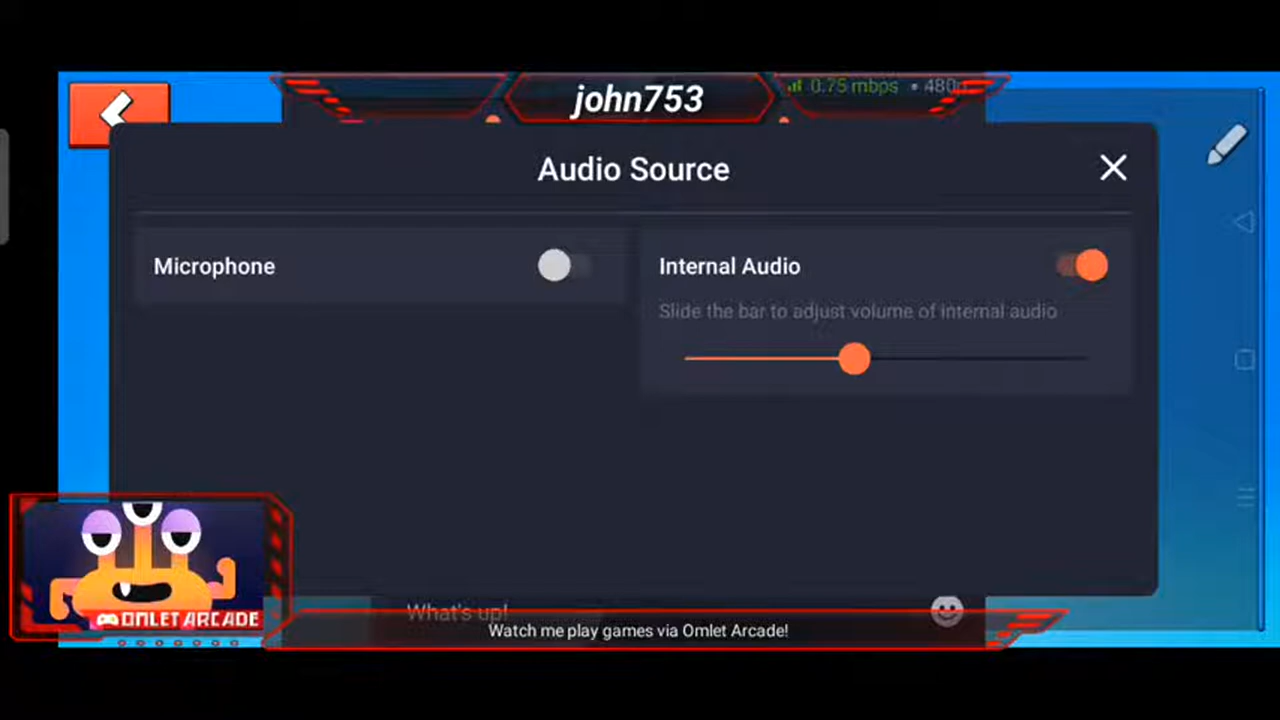 john753
0.75 mbps • 480p
Audio Source
Microphone
Internal Audio
Slide the bar to adjust volume of internal audio
OMLET ARCADE
What's up!
Watch me play games via Omlet Arcade!